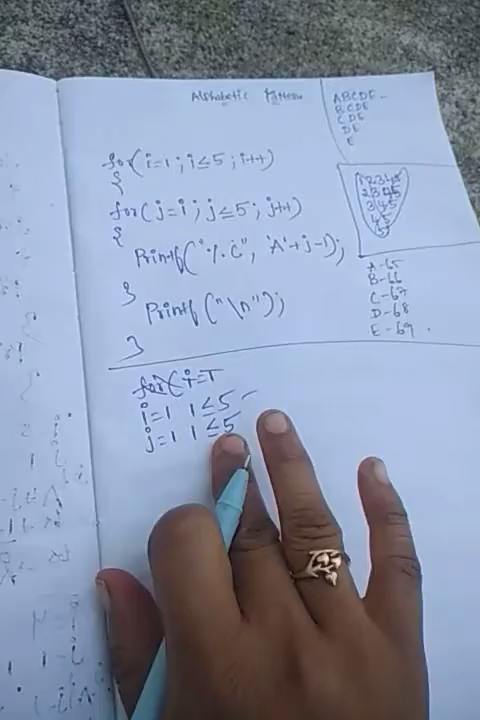 Alphabetic Pattern
ABCDE
BCDE
CDE
DE
E
for(i=1; i≤5; i++)
{
for(j=i; j≤5; j++)
{
Printf("%c", 'A'+j-1);
}
Printf("\n");
}
12345
2345
345
45
5
A-65
B-66
C-67
D-68
E-69.
for(i=1
i=1 1≤5
j=1 1≤5